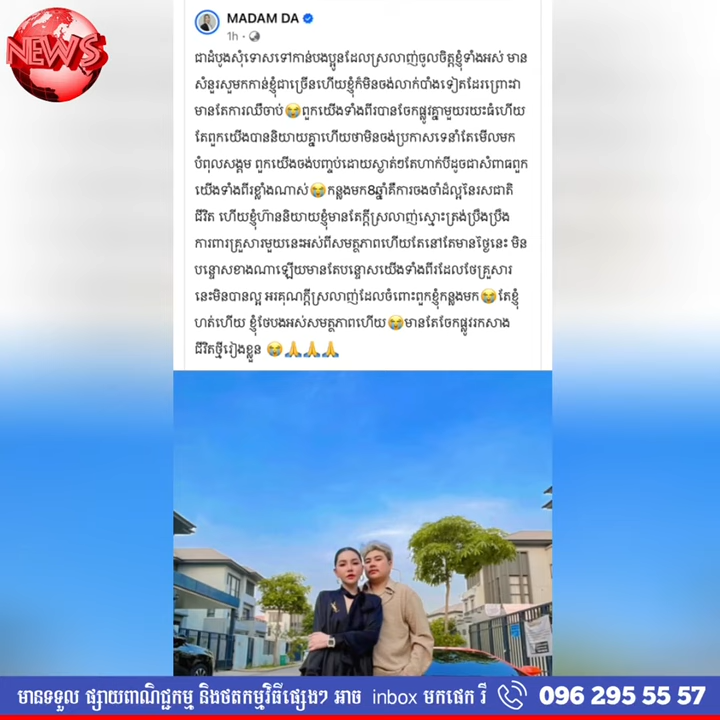 NEWS
MADAM DA
1h
ជាដំបូងសុំទោសទៅកាន់បងប្អូនដែលស្រលាញ់ចូលចិត្តខ្ញុំទាំងអស់ មាន
សំនួរសួមកកាន់ខ្ញុំជាច្រើនហើយខ្ញុំក៏មិនចង់លាក់បាំងទៀតដែរព្រោះវា
មានតែការឈឺចាប់😭ពួកយើងទាំងពីរបានចែកផ្លូវគ្នាមួយរយះធំហើយ
តែពួកយើងបាននិយាយគ្នាហើយថាមិនចង់ប្រកាសទេនាំតែមើលមក
បំពុលសង្គម ពួកយើងចង់បញ្ចប់ដោយស្ងាត់ៗតែហាក់បីដូចជាសំពាធពួក
យើងទាំងពីរខ្លាំងណាស់😭កន្លងមក8ឆ្នាំគឺការចងចាំដ៏ល្អនៃរសជាតិ
ជីវិត ហើយខ្ញុំហ៊ាននិយាយខ្ញុំមានតែក្ដីស្រលាញ់ស្មោះត្រង់ប្រឹងប្រឹង
ការពារគ្រួសារមួយនេះអស់ពីសមត្ថភាពហើយតែនៅតែមានថ្ងៃនេះ មិន
បន្ទោសខាងណាឡើយមានតែបន្ទោសយើងទាំងពីរដែលថែគ្រួសារ
នេះមិនបានល្អ អរគុណក្ដីស្រលាញ់ដែលចំពោះពួកខ្ញុំកន្លងមក😭តែខ្ញុំ
ហត់ហើយ ខ្ញុំថែបងអស់សមត្ថភាពហើយ😭មានតែចែកផ្លូវរកសាង
ជីវិតថ្មីរៀងខ្លួន 😭🙏🙏🙏
មានទទួល ផ្សាយពាណិជ្ជកម្ម និងថតកម្មវិធីផ្សេងៗ អាច inbox មកផេក រឺ 096 295 55 57